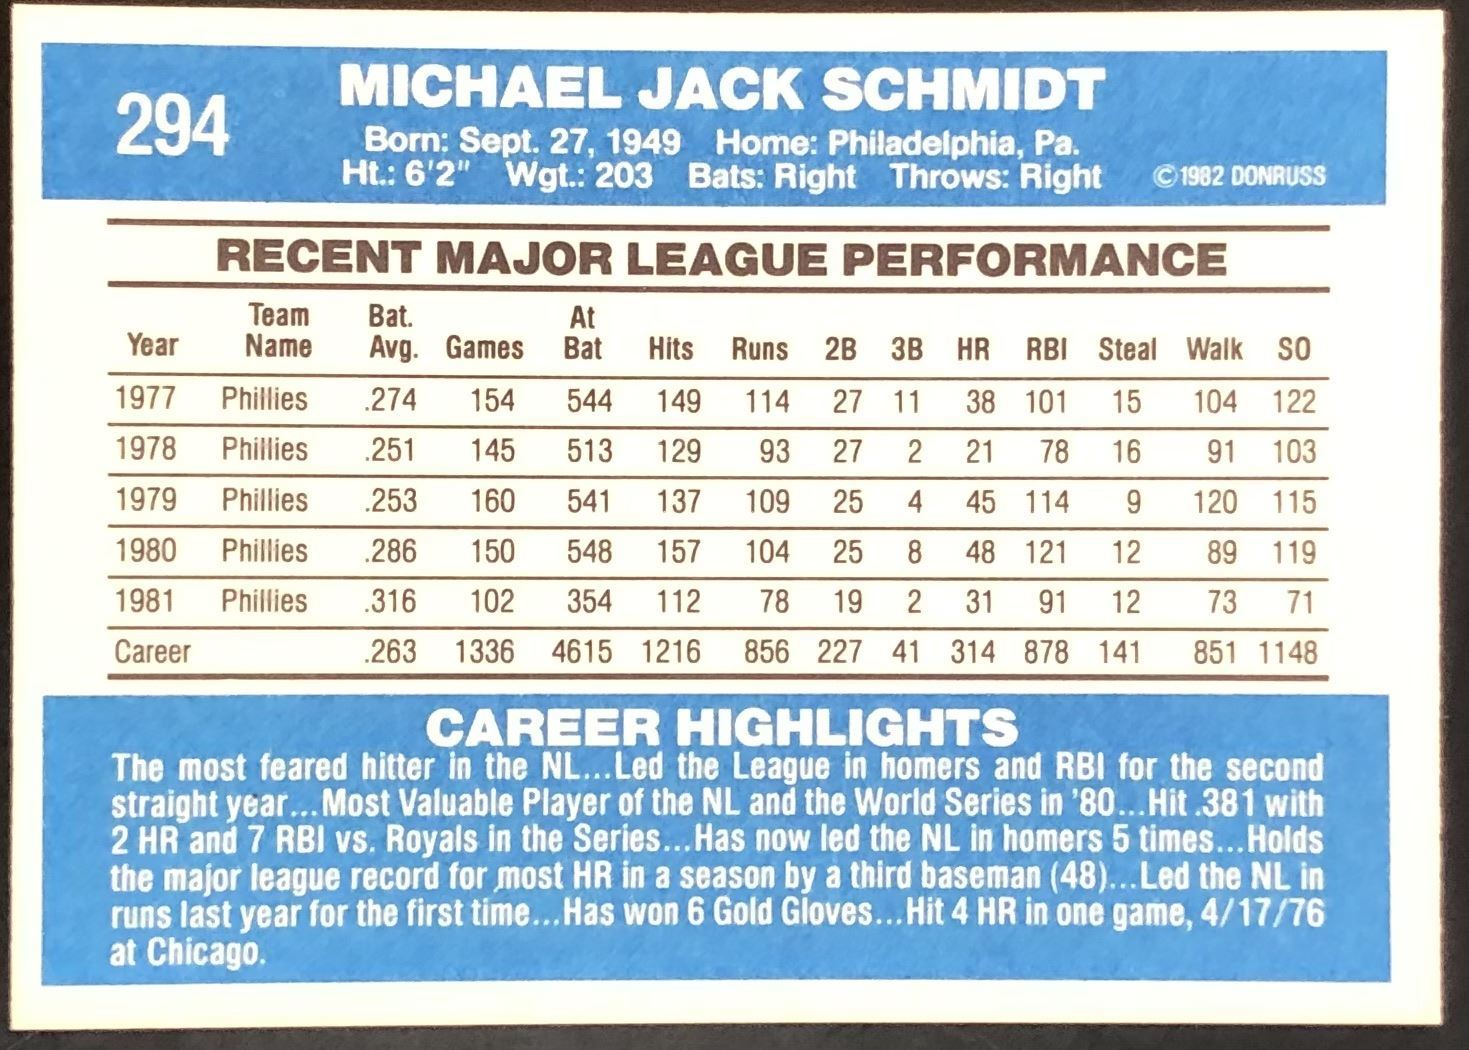 294
MICHAEL JACK SCHMIDT
Born: Sept. 27, 1949 Home: Philadelphia, Pa.
Ht.: 6'2" Wgt.: 203 Bats: Right Throws: Right ©1982 DONRUSS
RECENT MAJOR LEAGUE PERFORMANCE
Team Bat. At
Year Name Avg. Games Bat Hits Runs 2B 3B HR RBI Steal Walk SO
1977 Phillies .274 154 544 149 114 27 11 38 101 15 104 122
1978 Phillies .251 145 513 129 93 27 2 21 78 16 91 103
1979 Phillies .253 160 541 137 109 25 4 45 114 9 120 115
1980 Phillies .286 150 548 157 104 25 8 48 121 12 89 119
1981 Phillies .316 102 354 112 78 19 2 31 91 12 73 71
Career .263 1336 4615 1216 856 227 41 314 878 141 851 1148
CAREER HIGHLIGHTS
The most feared hitter in the NL...Led the League in homers and RBI for the second
straight year...Most Valuable Player of the NL and the World Series in '80...Hit .381 with
2 HR and 7 RBI vs. Royals in the Series...Has now led the NL in homers 5 times...Holds
the major league record for most HR in a season by a third baseman (48)...Led the NL in
runs last year for the first time...Has won 6 Gold Gloves...Hit 4 HR in one game, 4/17/76
at Chicago.